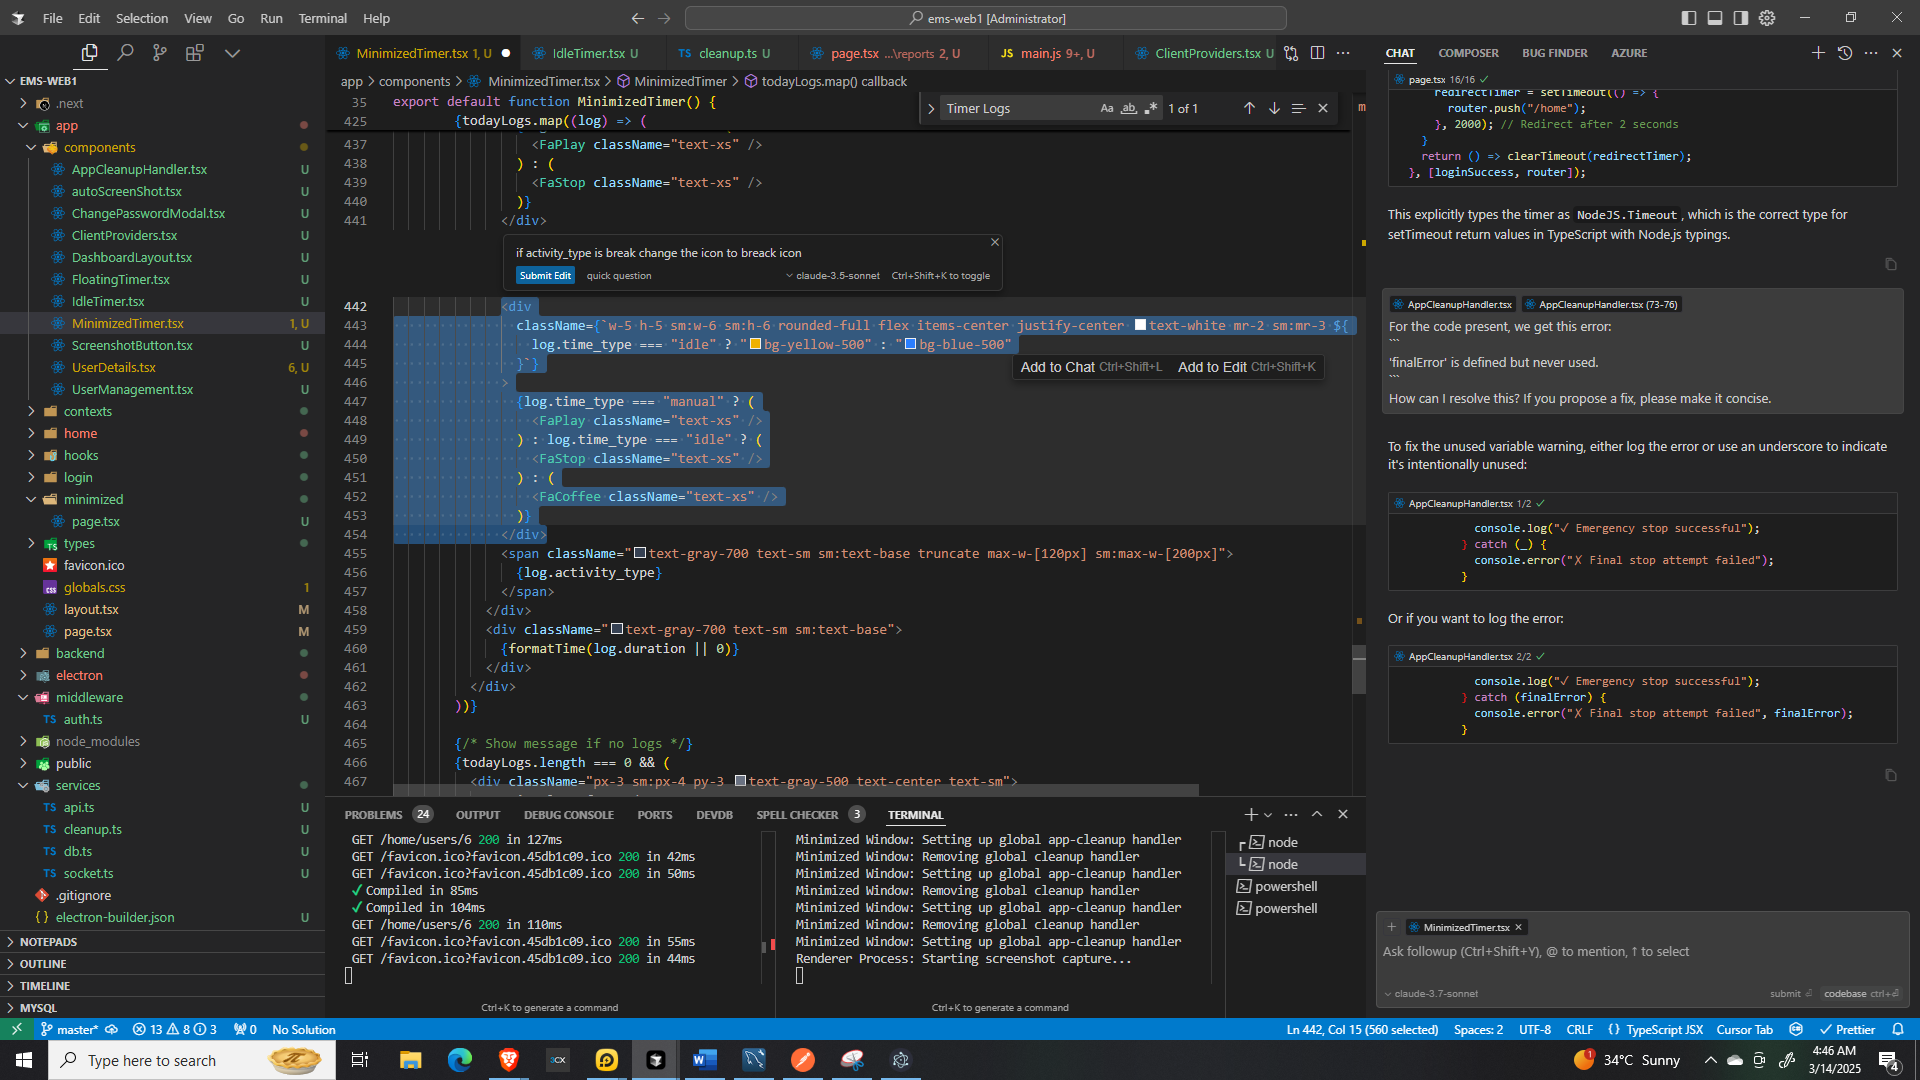 File Edit Selection View Go Run Terminal Help
ems-web1 [Administrator]
EMS-WEB1
.next
app
components
AppCleanupHandler.tsx U
autoScreenShot.tsx U
ChangePasswordModal.tsx U
ClientProviders.tsx U
DashboardLayout.tsx U
FloatingTimer.tsx U
IdleTimer.tsx U
MinimizedTimer.tsx 1, U
ScreenshotButton.tsx U
UserDetails.tsx 6, U
UserManagement.tsx U
contexts
home
hooks
login
minimized
page.tsx U
types
favicon.ico
globals.css 1
layout.tsx M
page.tsx M
backend
electron
middleware
TS auth.ts U
node_modules
public
services
TS api.ts U
TS cleanup.ts U
TS db.ts U
TS socket.ts U
.gitignore
{} electron-builder.json U
NOTEPADS
OUTLINE
TIMELINE
MYSQL
MinimizedTimer.tsx 1, U
IdleTimer.tsx U
TS cleanup.ts U
page.tsx ...\reports 2, U
JS main.js 9+, U
ClientProviders.tsx U
app > components > MinimizedTimer.tsx > MinimizedTimer > todayLogs.map() callback
Timer Logs Aa ab 1 of 1
35 export default function MinimizedTimer() {
425 {todayLogs.map((log) => (
437 <FaPlay className="text-xs" />
438 ) : (
439 <FaStop className="text-xs" />
440 )}
441 </div>
if activity_type is break change the icon to breack icon
Submit Edit quick question claude-3.5-sonnet Ctrl+Shift+K to toggle
442 <div
443 className={`w-5 h-5 sm:w-6 sm:h-6 rounded-full flex items-center justify-center text-white mr-2 sm:mr-3 ${
444 log.time_type === "idle" ? "bg-yellow-500" : "bg-blue-500"
445 }`}
Add to Chat Ctrl+Shift+L Add to Edit Ctrl+Shift+K
446 >
447 {log.time_type === "manual" ? (
448 <FaPlay className="text-xs" />
449 ) : log.time_type === "idle" ? (
450 <FaStop className="text-xs" />
451 ) : (
452 <FaCoffee className="text-xs" />
453 )}
454 </div>
455 <span className="text-gray-700 text-sm sm:text-base truncate max-w-[120px] sm:max-w-[200px]">
456 {log.activity_type}
457 </span>
458 </div>
459 <div className="text-gray-700 text-sm sm:text-base">
460 {formatTime(log.duration || 0)}
461 </div>
462 </div>
463 ))}
464
465 {/* Show message if no logs */}
466 {todayLogs.length === 0 && (
467 <div className="px-3 sm:px-4 py-3 text-gray-500 text-center text-sm">
PROBLEMS 24 OUTPUT DEBUG CONSOLE PORTS DEVDB SPELL CHECKER 3 TERMINAL
GET /home/users/6 200 in 127ms
GET /favicon.ico?favicon.45db1c09.ico 200 in 42ms
GET /favicon.ico?favicon.45db1c09.ico 200 in 50ms
✓ Compiled in 85ms
✓ Compiled in 104ms
GET /home/users/6 200 in 110ms
GET /favicon.ico?favicon.45db1c09.ico 200 in 55ms
GET /favicon.ico?favicon.45db1c09.ico 200 in 44ms
Ctrl+K to generate a command
Minimized Window: Setting up global app-cleanup handler
Minimized Window: Removing global cleanup handler
Minimized Window: Setting up global app-cleanup handler
Minimized Window: Removing global cleanup handler
Minimized Window: Setting up global app-cleanup handler
Minimized Window: Removing global cleanup handler
Minimized Window: Setting up global app-cleanup handler
Renderer Process: Starting screenshot capture...
Ctrl+K to generate a command
node
node
powershell
powershell
CHAT COMPOSER BUG FINDER AZURE
page.tsx 16/16 ✓
redirectTimer = setTimeout(() => {
router.push("/home");
}, 2000); // Redirect after 2 seconds
}
return () => clearTimeout(redirectTimer);
}, [loginSuccess, router]);
This explicitly types the timer as NodeJS.Timeout, which is the correct type for
setTimeout return values in TypeScript with Node.js typings.
AppCleanupHandler.tsx AppCleanupHandler.tsx (73-76)
For the code present, we get this error:
```
'finalError' is defined but never used.
```
How can I resolve this? If you propose a fix, please make it concise.
To fix the unused variable warning, either log the error or use an underscore to indicate
it's intentionally unused:
AppCleanupHandler.tsx 1/2 ✓
console.log("✓ Emergency stop successful");
} catch (_) {
console.error("✗ Final stop attempt failed");
}
Or if you want to log the error:
AppCleanupHandler.tsx 2/2 ✓
console.log("✓ Emergency stop successful");
} catch (finalError) {
console.error("✗ Final stop attempt failed", finalError);
}
MinimizedTimer.tsx
Ask followup (Ctrl+Shift+Y), @ to mention, ↑ to select
claude-3.7-sonnet submit codebase ctrl+⏎
master* 13 8 3 0 No Solution
Ln 442, Col 15 (560 selected) Spaces: 2 UTF-8 CRLF {} TypeScript JSX Cursor Tab Prettier
Type here to search
34°C Sunny
4:46 AM
3/14/2025
4